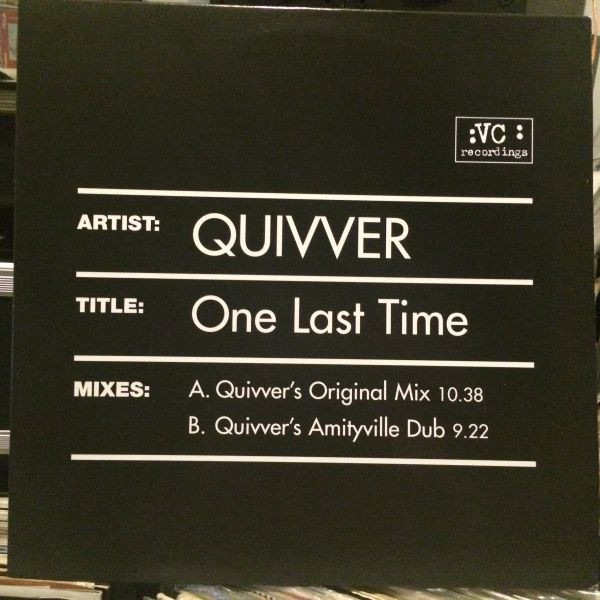 :VC :
recordings
ARTIST: QUIVVER
TITLE: One Last Time
MIXES: A. Quivver's Original Mix 10.38
B. Quivver's Amityville Dub 9.22